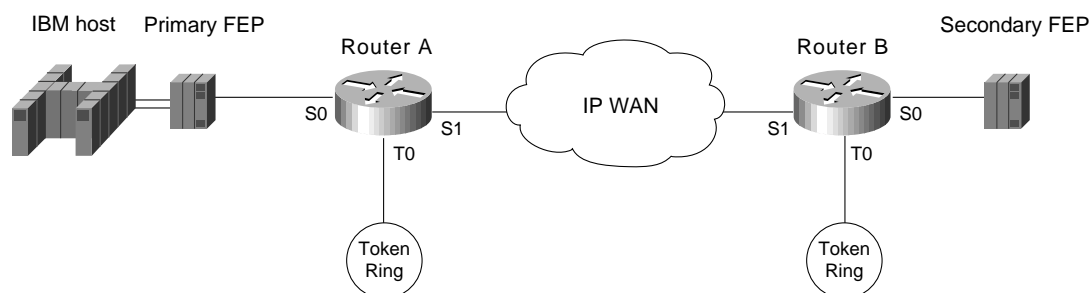 IBM host
Primary FEP
Router A
Router B
Secondary FEP
S0
S1
IP WAN
S1
S0
T0
T0
Token
Ring
Token
Ring